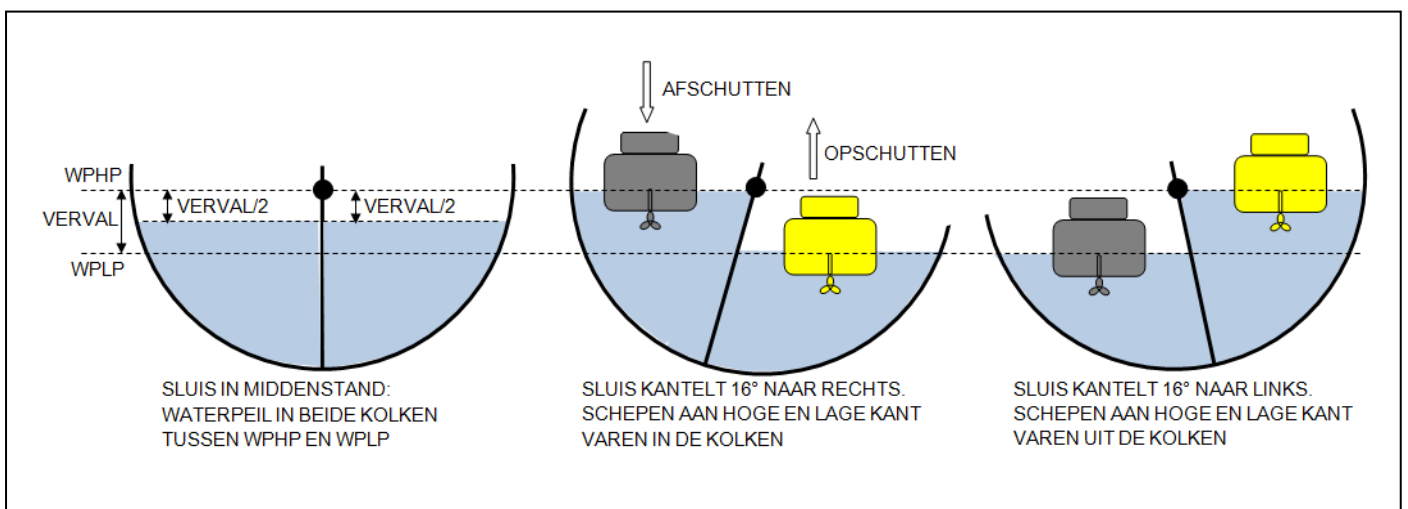 AFSCHUTTEN
OPSCHUTTEN
WPHP
VERVAL/2 VERVAL/2
VERVAL
WPLP
SLUIS IN MIDDENSTAND:
WATERPEIL IN BEIDE KOLKEN
TUSSEN WPHP EN WPLP
SLUIS KANTELT 16° NAAR RECHTS.
SCHEPEN AAN HOGE EN LAGE KANT
VAREN IN DE KOLKEN
SLUIS KANTELT 16° NAAR LINKS.
SCHEPEN AAN HOGE EN LAGE KANT
VAREN UIT DE KOLKEN